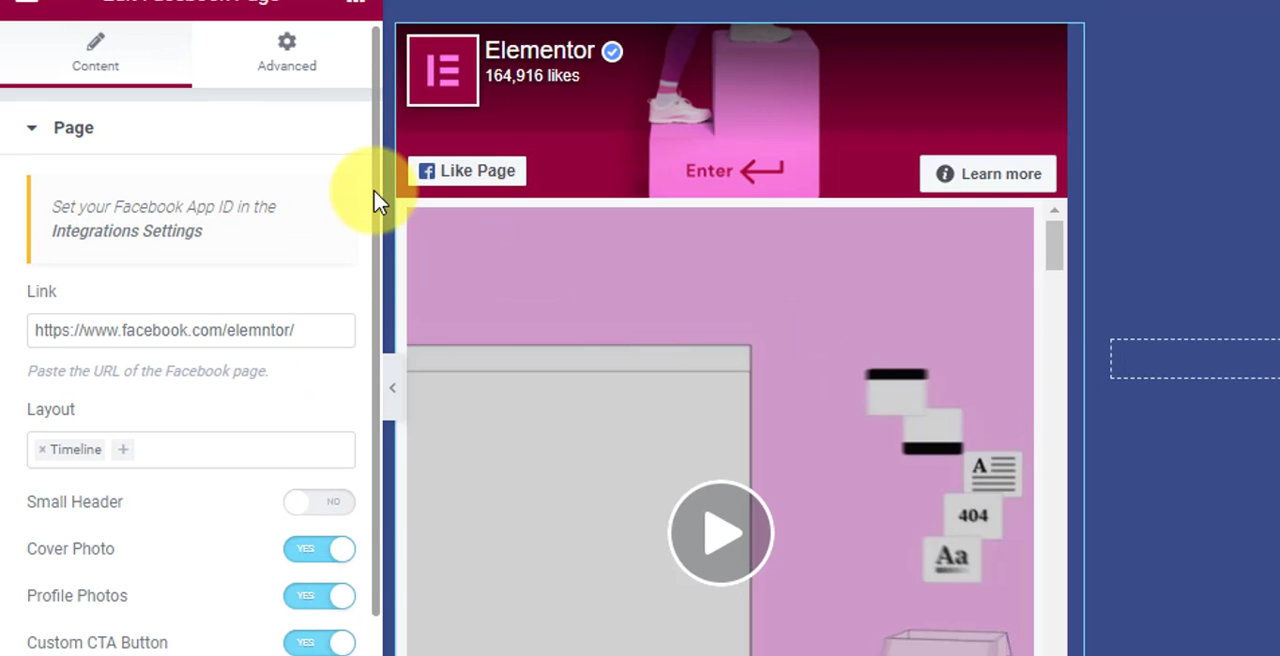 Content
Advanced
Page
Set your Facebook App ID in the
Integrations Settings
Link
https://www.facebook.com/elemntor/
Paste the URL of the Facebook page.
Layout
× Timeline +
Small Header
NO
Cover Photo
YES
Profile Photos
YES
Custom CTA Button
YES
Elementor
164,916 likes
Enter
Like Page
Learn more
A
404
Aa